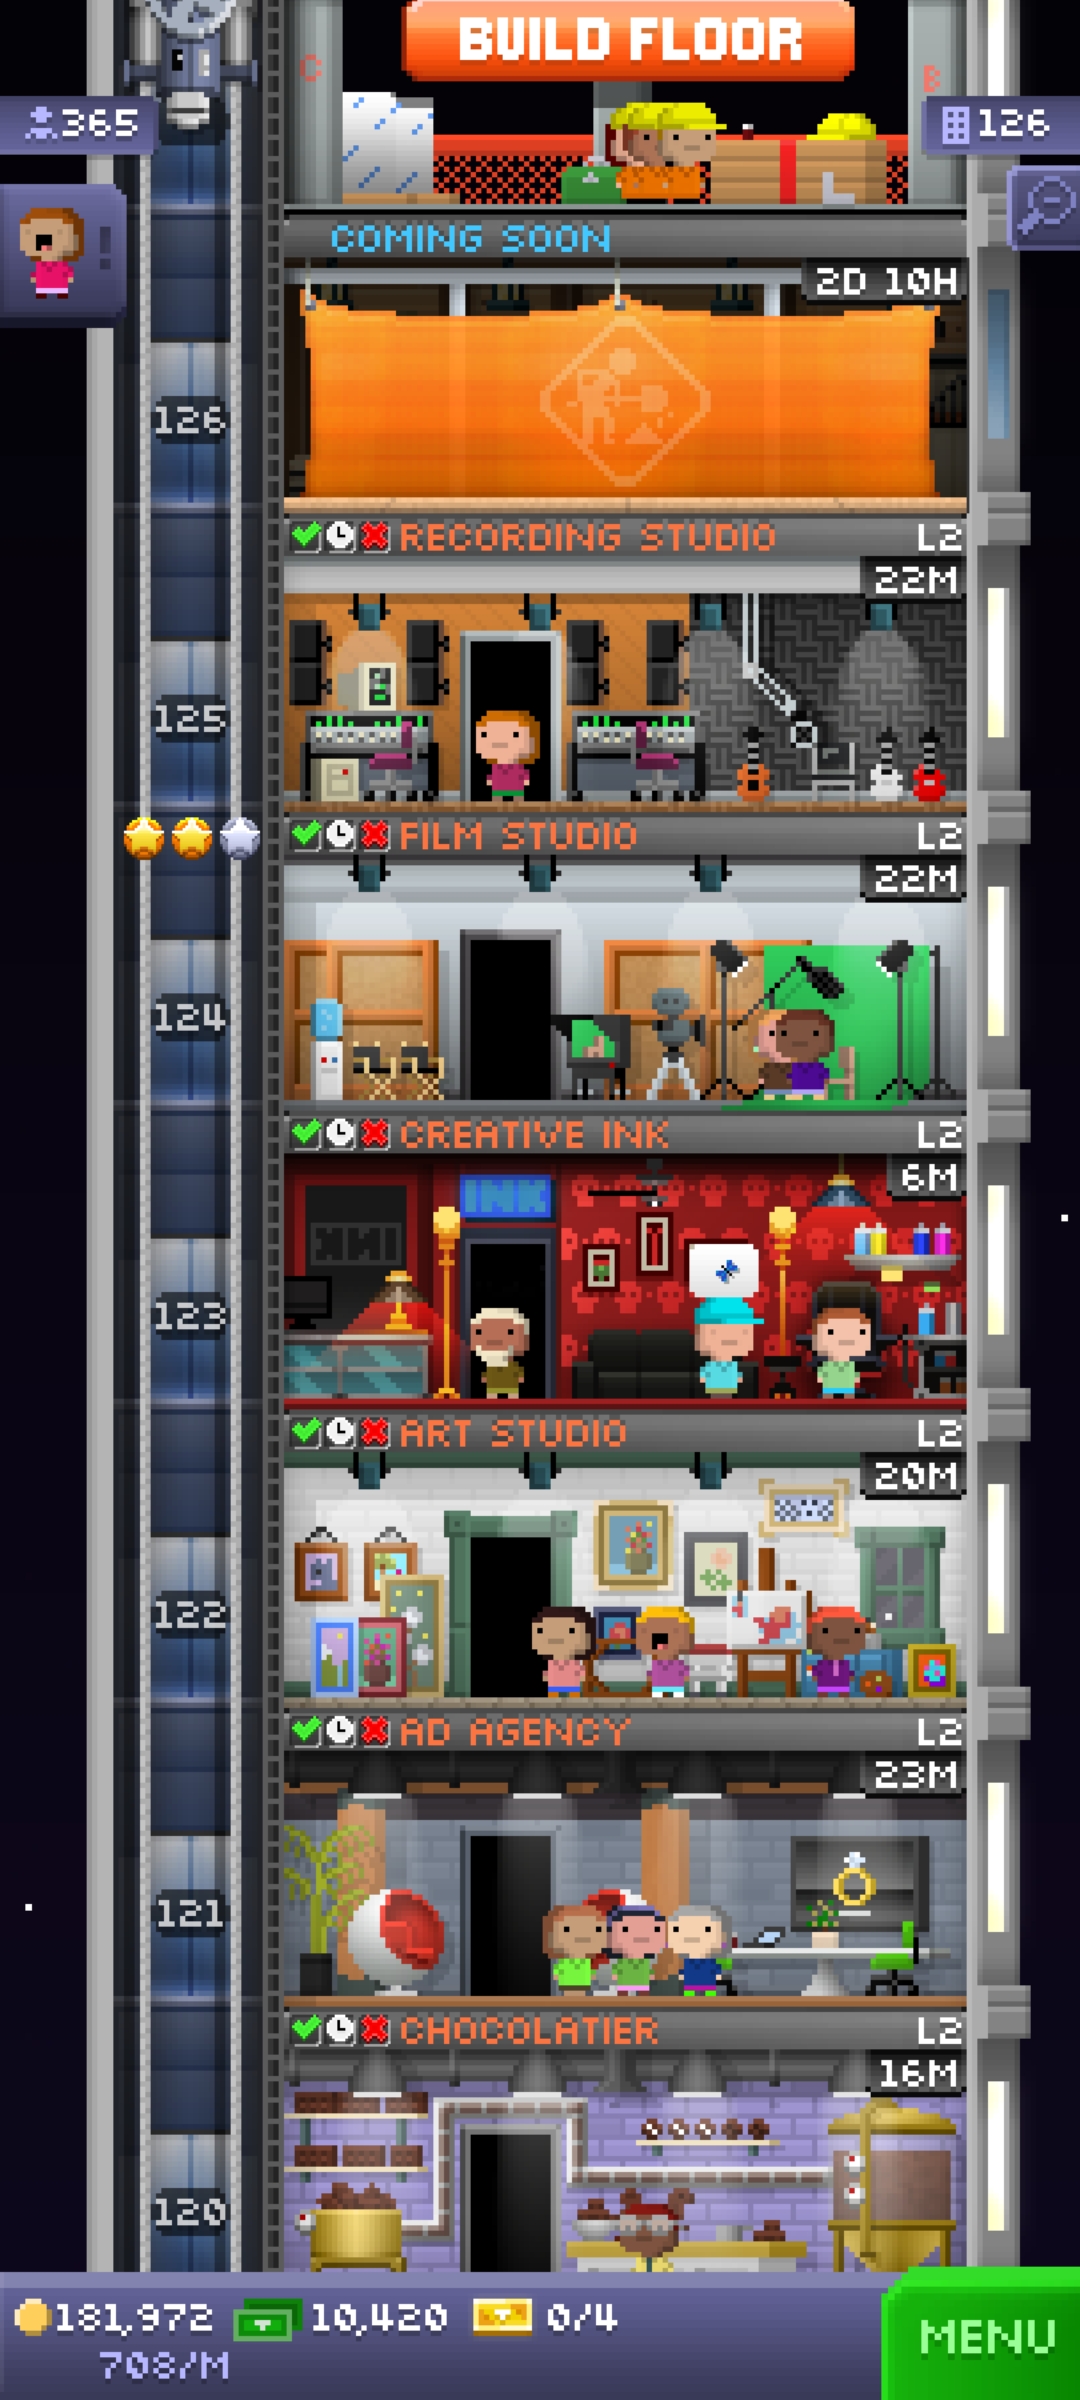 BUILD FLOOR
C
B
365
126
COMING SOON
2D 10H
126
RECORDING STUDIO L2
22M
125
FILM STUDIO L2
22M
124
CREATIVE INK L2
6M
INK
123
ART STUDIO L2
20M
122
AD AGENCY L2
23M
121
CHOCOLATIER L2
16M
120
181,972 10,420 0/4
708/M
MENU